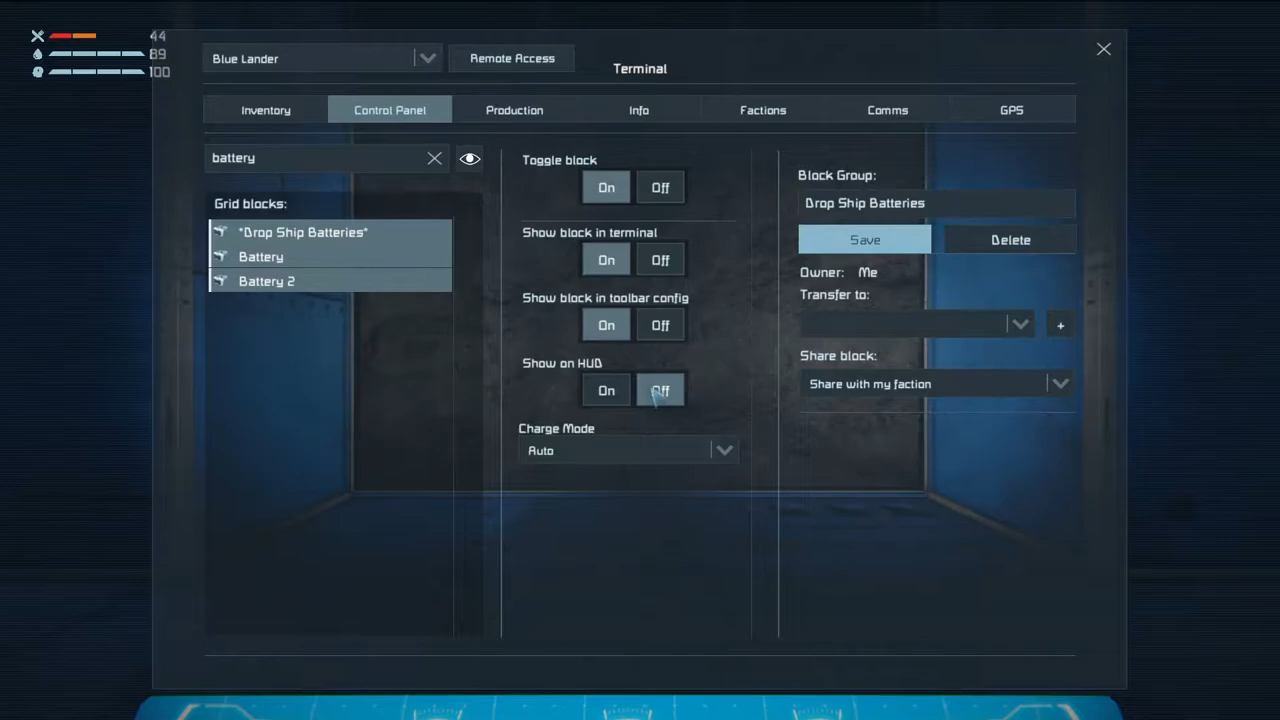 44
89
100
Blue Lander
Remote Access
Terminal
Inventory
Control Panel
Production
Info
Factions
Comms
GPS
battery
Grid blocks:
*Drop Ship Batteries*
Battery
Battery 2
Toggle block
On Off
Show block in terminal
On Off
Show block in toolbar config
On Off
Show on HUD
On Off
Charge Mode
Auto
Block Group:
Drop Ship Batteries
Save Delete
Owner: Me
Transfer to:
+
Share block:
Share with my faction